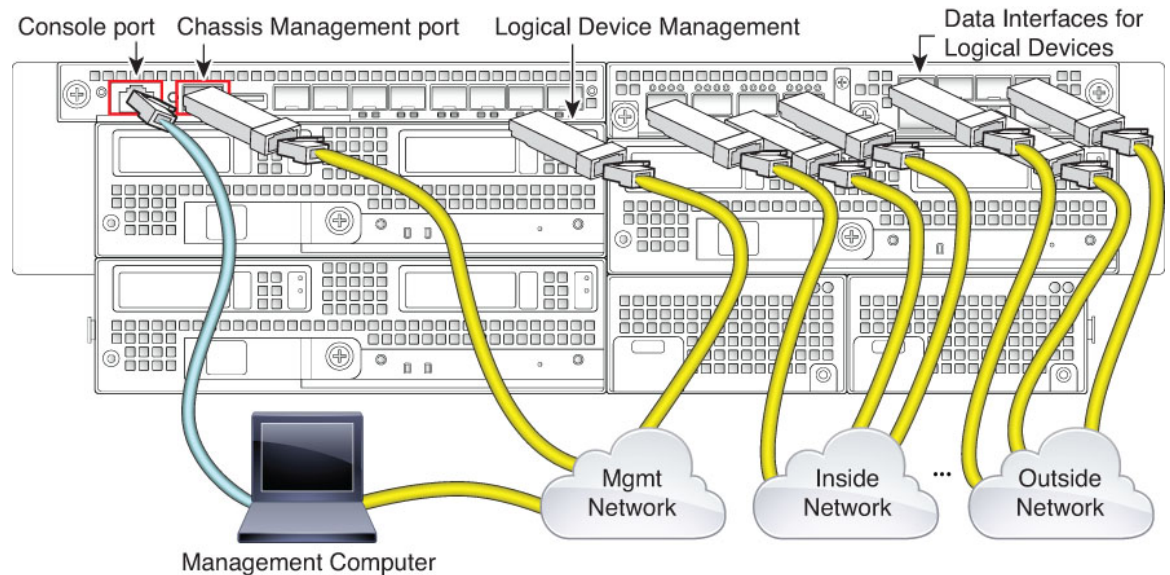 Console port
Chassis Management port
Logical Device Management
Data Interfaces for
Logical Devices
Mgmt
Network
Inside
Network
...
Outside
Network
Management Computer